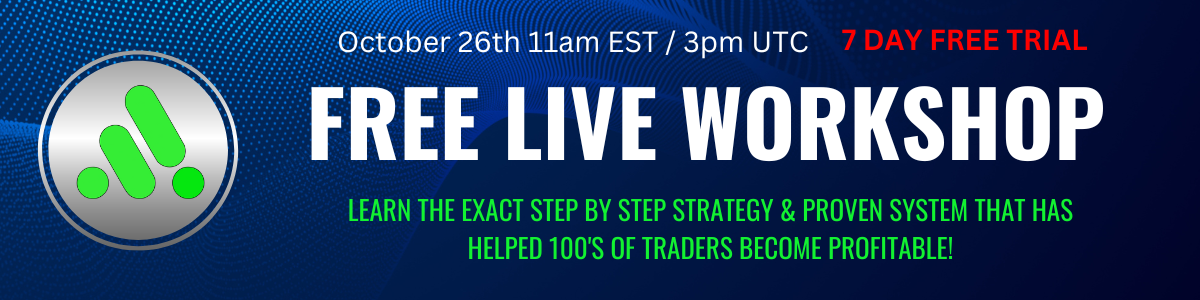 October 26th 11am EST / 3pm UTC 7 DAY FREE TRIAL
FREE LIVE WORKSHOP
LEARN THE EXACT STEP BY STEP STRATEGY & PROVEN SYSTEM THAT HAS
HELPED 100'S OF TRADERS BECOME PROFITABLE!